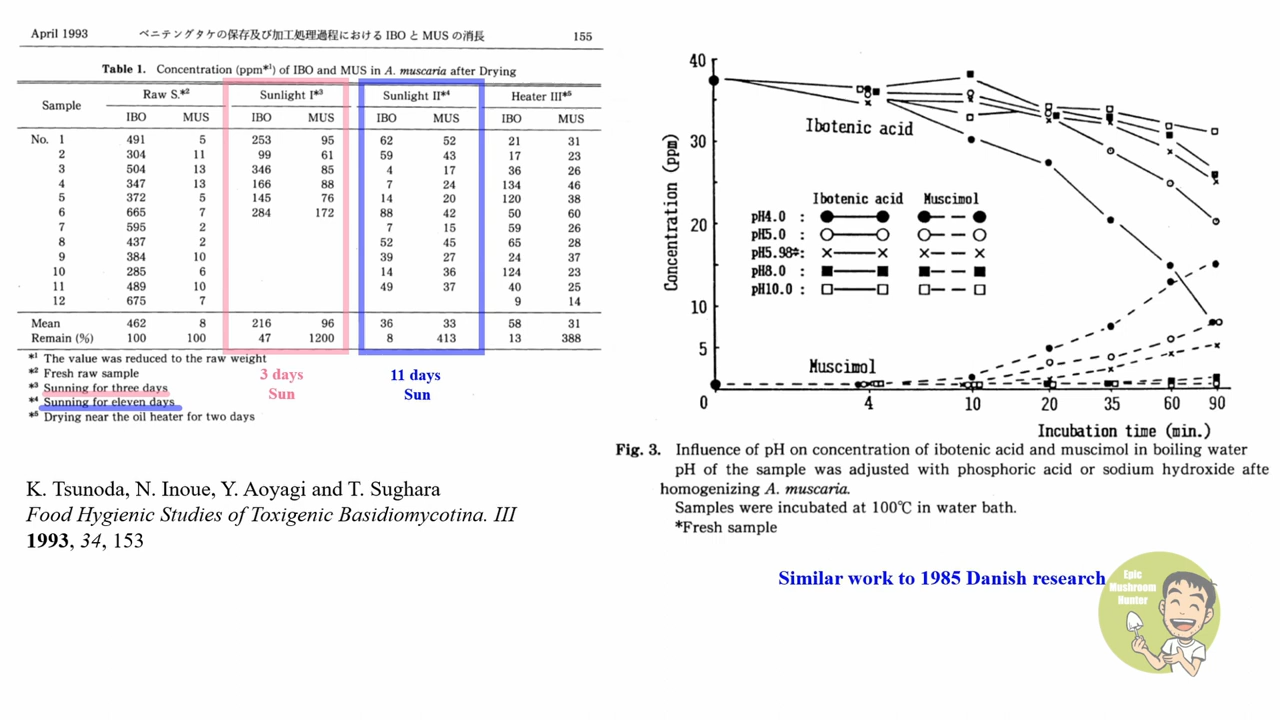 April 1993 ベニテングタケの保存及び加工処理過程における IBO と MUS の消長 155
Table 1. Concentration (ppm*1) of IBO and MUS in A. muscaria after Drying
Sample Raw S.*2 Sunlight I*3 Sunlight II*4 Heater III*5
IBO MUS IBO MUS IBO MUS IBO MUS
No. 1 491 5 253 95 62 52 21 31
2 304 11 99 61 59 43 17 23
3 504 13 346 85 4 17 36 26
4 347 13 166 88 7 24 134 46
5 372 5 145 76 14 20 120 38
6 665 7 284 172 88 42 50 60
7 595 2 7 15 59 26
8 437 2 52 45 65 28
9 384 10 39 27 24 37
10 285 6 14 36 124 23
11 489 10 49 37 40 25
12 675 7 9 14
Mean 462 8 216 96 36 33 58 31
Remain (%) 100 100 47 1200 8 413 13 388
*1 The value was reduced to the raw weight
*2 Fresh raw sample
*3 Sunning for three days
*4 Sunning for eleven days
*5 Drying near the oil heater for two days
3 days
Sun
11 days
Sun
K. Tsunoda, N. Inoue, Y. Aoyagi and T. Sughara
Food Hygienic Studies of Toxigenic Basidiomycotina. III
1993, 34, 153
Concentration (ppm)
40
30
20
10
5
0
Ibotenic acid
Ibotenic acid Muscimol
pH4.0 :
pH5.0 :
pH5.98*:
pH8.0 :
pH10.0 :
Muscimol
0 4 10 20 35 60 90
Incubation time (min.)
Fig. 3. Influence of pH on concentration of ibotenic acid and muscimol in boiling water
pH of the sample was adjusted with phosphoric acid or sodium hydroxide afte
homogenizing A. muscaria.
Samples were incubated at 100℃ in water bath.
*Fresh sample
Similar work to 1985 Danish research
Epic
Mushroom
Hunter